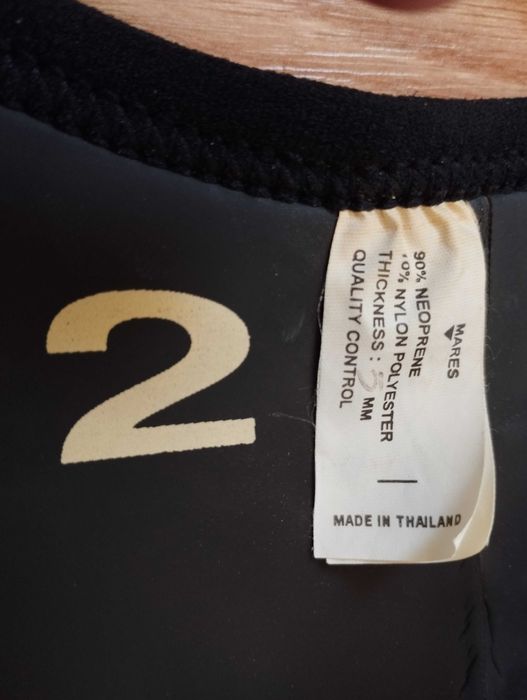 2
MARES
90% NEOPRENE
10% NYLON POLYESTER
THICKNESS : 5 MM
QUALITY CONTROL
MADE IN THAILAND